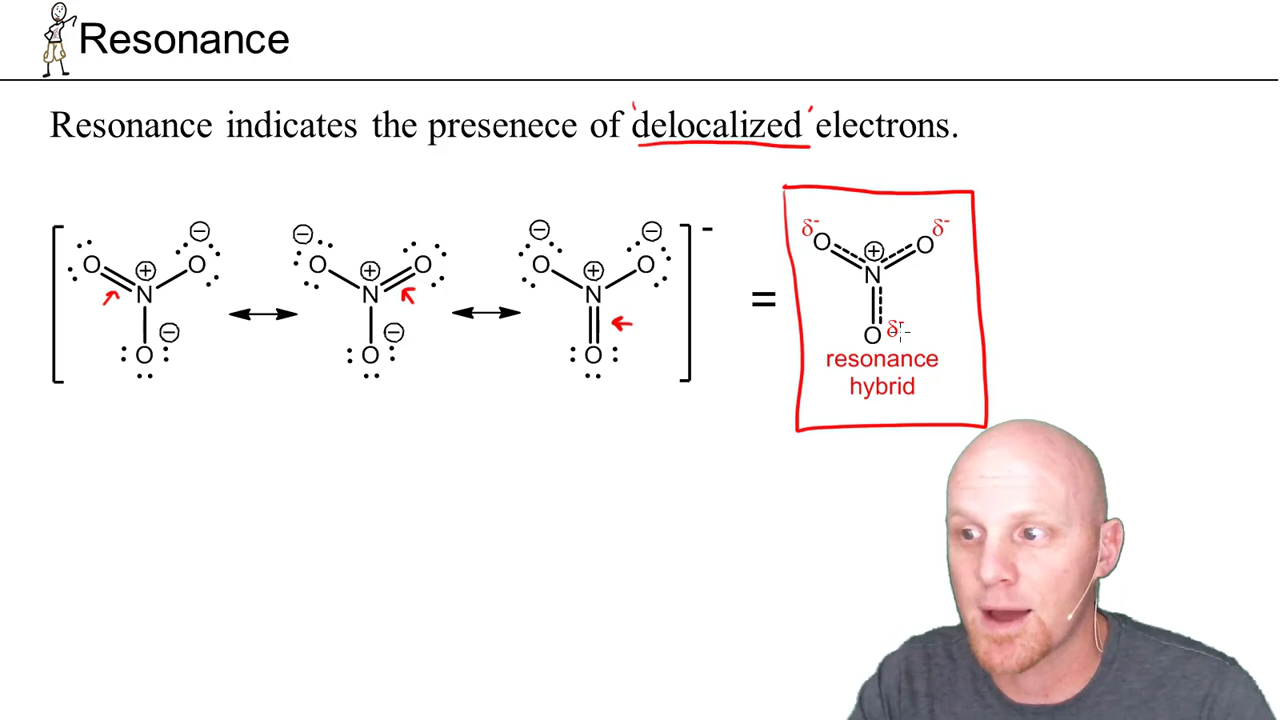 Resonance
Resonance indicates the presenece of 'delocalized' electrons.
⊖ ⊖ ⊖ ⊖ -
O ⊕ O O ⊕ O O ⊕ O
N N N
⊖ ⊖
O O O
=
δ- δ-
O ⊕ O
N
O δ-
resonance
hybrid